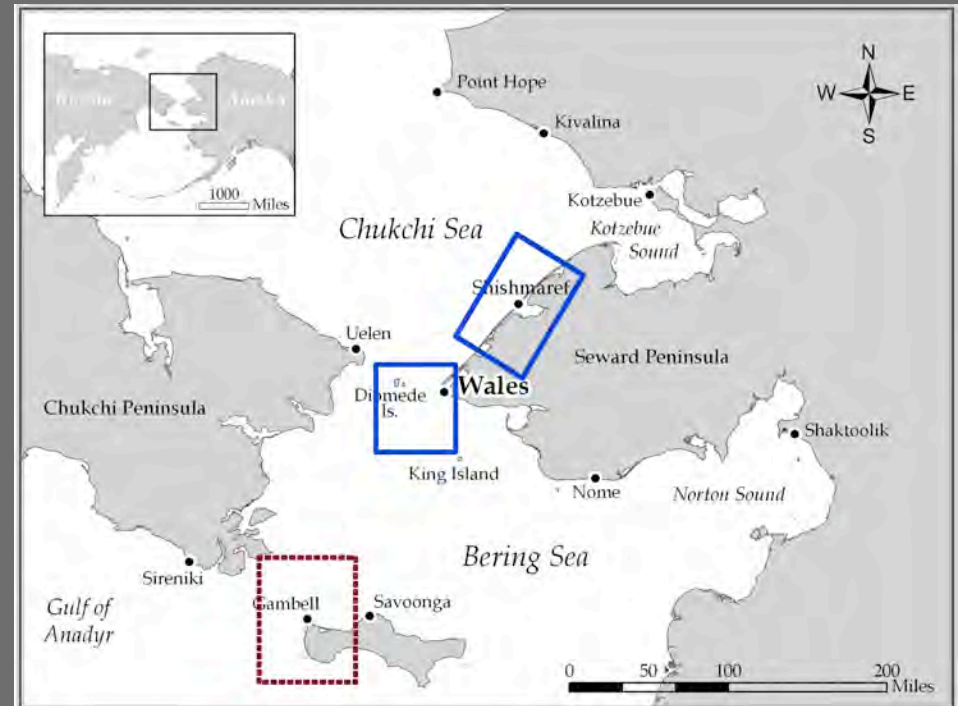 Russia
Alaska
1000
Miles
N
W E
S
Point Hope
Kivalina
Kotzebue
Kotzebue
Sound
Chukchi Sea
Shishmaref
Uelen
Seward Peninsula
Wales
Diomede
Is.
Chukchi Peninsula
Shaktoolik
King Island
Nome
Norton Sound
Bering Sea
Sireniki
Gambell
Savoonga
Gulf of
Anadyr
0 50 100 200
Miles